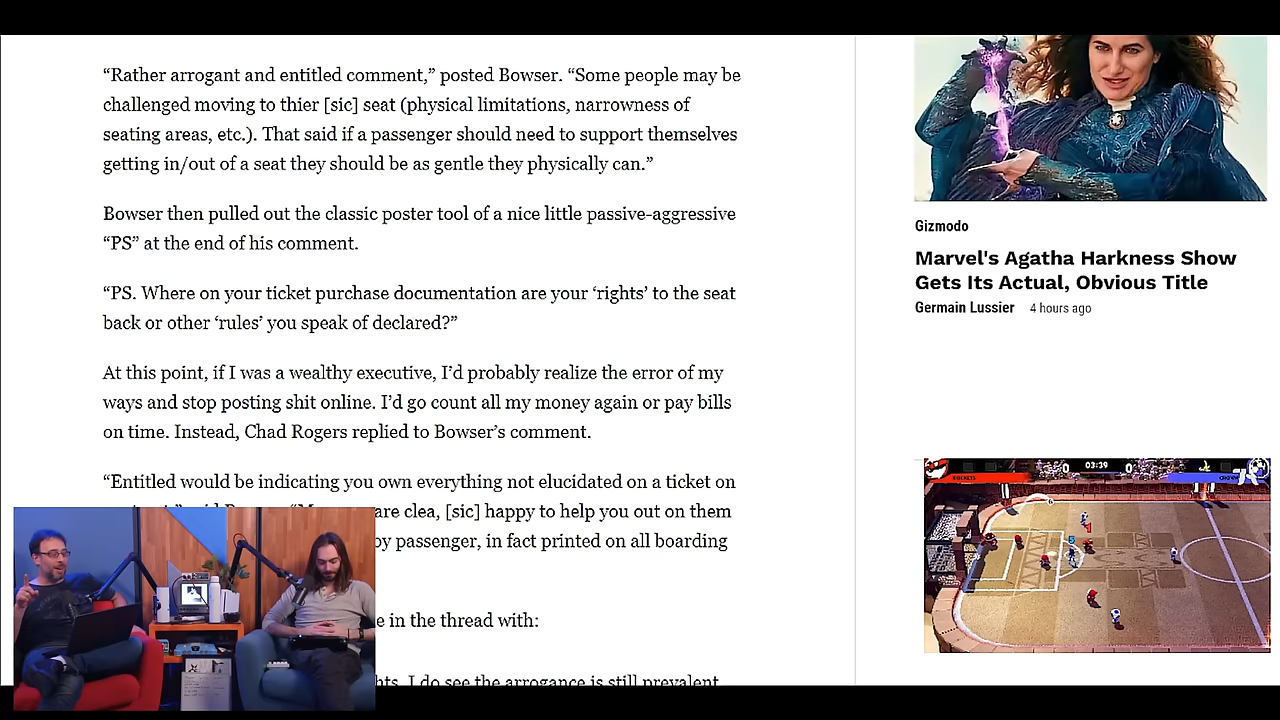 “Rather arrogant and entitled comment,” posted Bowser. “Some people may be
challenged moving to thier [sic] seat (physical limitations, narrowness of
seating areas, etc.). That said if a passenger should need to support themselves
getting in/out of a seat they should be as gentle they physically can.”
Bowser then pulled out the classic poster tool of a nice little passive-aggressive
“PS” at the end of his comment.
“PS. Where on your ticket purchase documentation are your ‘rights’ to the seat
back or other ‘rules’ you speak of declared?”
At this point, if I was a wealthy executive, I’d probably realize the error of my
ways and stop posting shit online. I’d go count all my money again or pay bills
on time. Instead, Chad Rogers replied to Bowser’s comment.
“Entitled would be indicating you own everything not elucidated on a ticket on
are clea, [sic] happy to help you out on them
by passenger, in fact printed on all boarding
e in the thread with:
I do see the arrogance is still prevalent
Gizmodo
Marvel's Agatha Harkness Show
Gets Its Actual, Obvious Title
Germain Lussier 4 hours ago
0 03:39 0